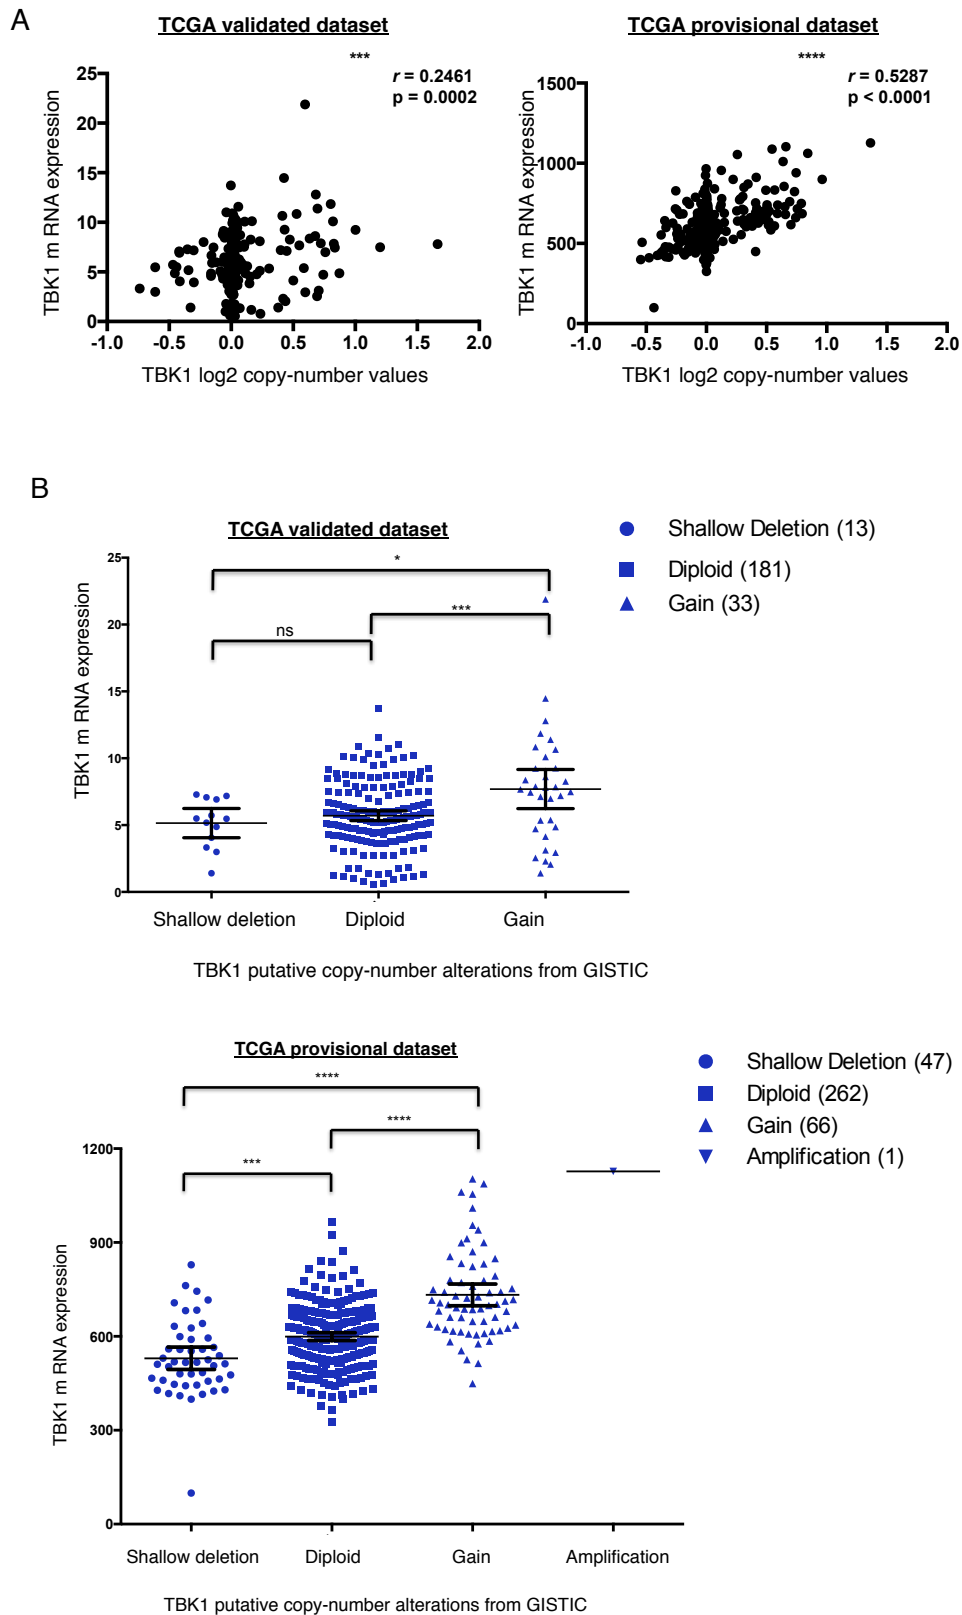 A
TCGA validated dataset
***
r = 0.2461
p = 0.0002
TBK1 m RNA expression
25
20
15
10
5
0
-1.0 -0.5 0.0 0.5 1.0 1.5 2.0
TBK1 log2 copy-number values
TCGA provisional dataset
****
r = 0.5287
p < 0.0001
TBK1 m RNA expression
1500
1000
500
0
-1.0 -0.5 0.0 0.5 1.0 1.5 2.0
TBK1 log2 copy-number values
B
TCGA validated dataset
Shallow Deletion (13)
Diploid (181)
Gain (33)
*
***
ns
TBK1 m RNA expression
25
20
15
10
5
0
Shallow deletion Diploid Gain
TBK1 putative copy-number alterations from GISTIC
TCGA provisional dataset
Shallow Deletion (47)
Diploid (262)
Gain (66)
Amplification (1)
****
****
***
TBK1 m RNA expression
1200
900
600
300
0
Shallow deletion Diploid Gain Amplification
TBK1 putative copy-number alterations from GISTIC